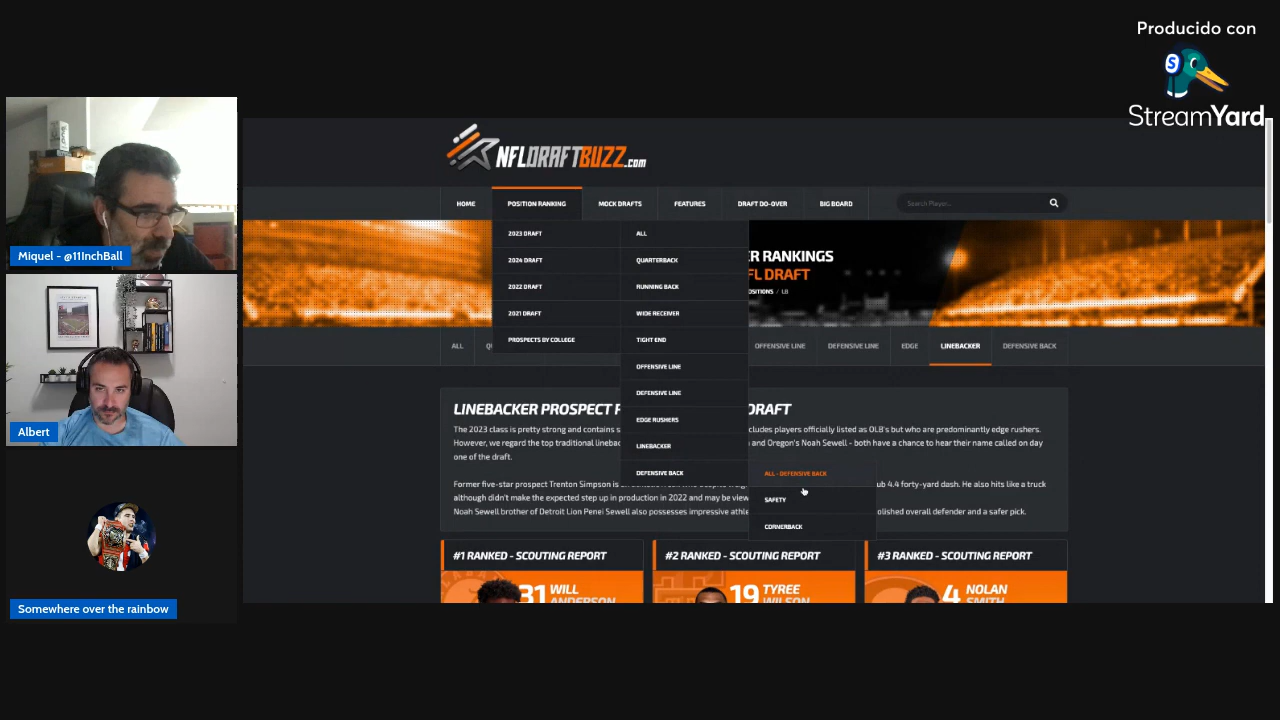 Producido con
StreamYard
Miquel - @11InchBall
Albert
Somewhere over the rainbow
NFLDRAFTBUZZ.com
HOME
POSITION RANKING
MOCK DRAFTS
FEATURES
DRAFT DO-OVER
BIG BOARD
Search Player...
2023 DRAFT
2024 DRAFT
2022 DRAFT
2021 DRAFT
PROSPECTS BY COLLEGE
ALL
QUARTERBACK
RUNNING BACK
WIDE RECEIVER
TIGHT END
OFFENSIVE LINE
DEFENSIVE LINE
EDGE RUSHERS
LINEBACKER
DEFENSIVE BACK
ALL - DEFENSIVE BACK
SAFETY
CORNERBACK
R RANKINGS
FL DRAFT
OSITIONS / LB
ALL
OFFENSIVE LINE
DEFENSIVE LINE
EDGE
LINEBACKER
DEFENSIVE BACK
LINEBACKER PROSPECT DRAFT
The 2023 class is pretty strong and contains cludes players officially listed as OLB's but who are predominantly edge rushers.
However, we regard the top traditional lineba and Oregon's Noah Sewell - both have a chance to hear their name called on day
one of the draft.
Former five-star prospect Trenton Simpson is ub 4.4 forty-yard dash. He also hits like a truck
although didn't make the expected step up in production in 2022 and may be view
Noah Sewell brother of Detroit Lion Penei Sewell also possesses impressive athle olished overall defender and a safer pick.
#1 RANKED - SCOUTING REPORT
31 WILL
ANDERSON
#2 RANKED - SCOUTING REPORT
19 TYREE
WILSON
#3 RANKED - SCOUTING REPORT
4 NOLAN
SMITH